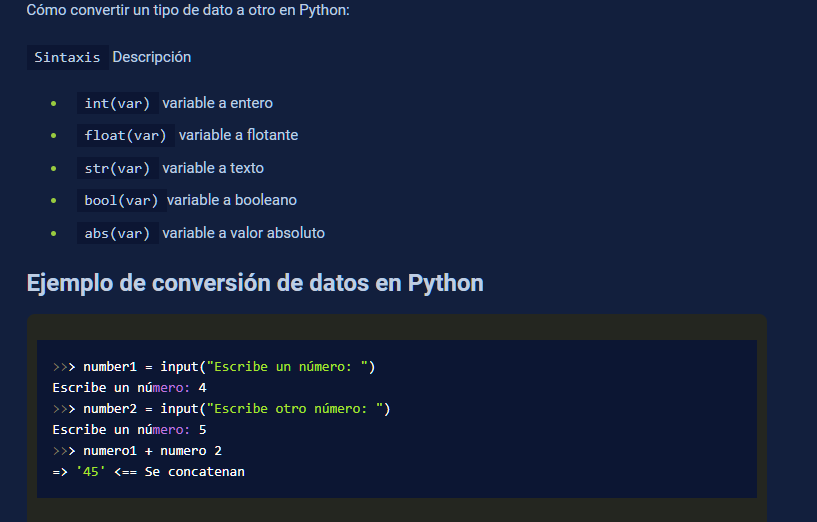 Cómo convertir un tipo de dato a otro en Python:
Sintaxis Descripción
int(var) variable a entero
float(var) variable a flotante
str(var) variable a texto
bool(var) variable a booleano
abs(var) variable a valor absoluto
Ejemplo de conversión de datos en Python
>>> number1 = input("Escribe un número: ")
Escribe un número: 4
>>> number2 = input("Escribe otro número: ")
Escribe un número: 5
>>> numero1 + numero 2
=> '45' <== Se concatenan